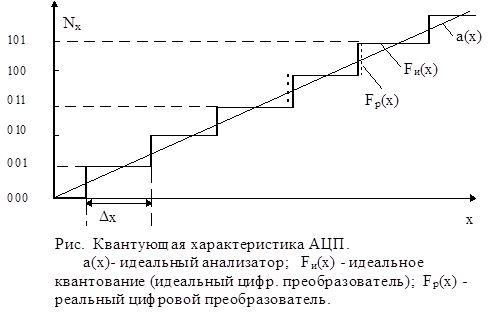 Nx
101
a(x)
100
Fи(x)
Fр(x)
011
010
001
000
Δx
x
Рис. Квантующая характеристика АЦП.
a(x)- идеальный анализатор; Fи(x) - идеальное
квантование (идеальный цифр. преобразователь); Fр(x) -
реальный цифровой преобразователь.